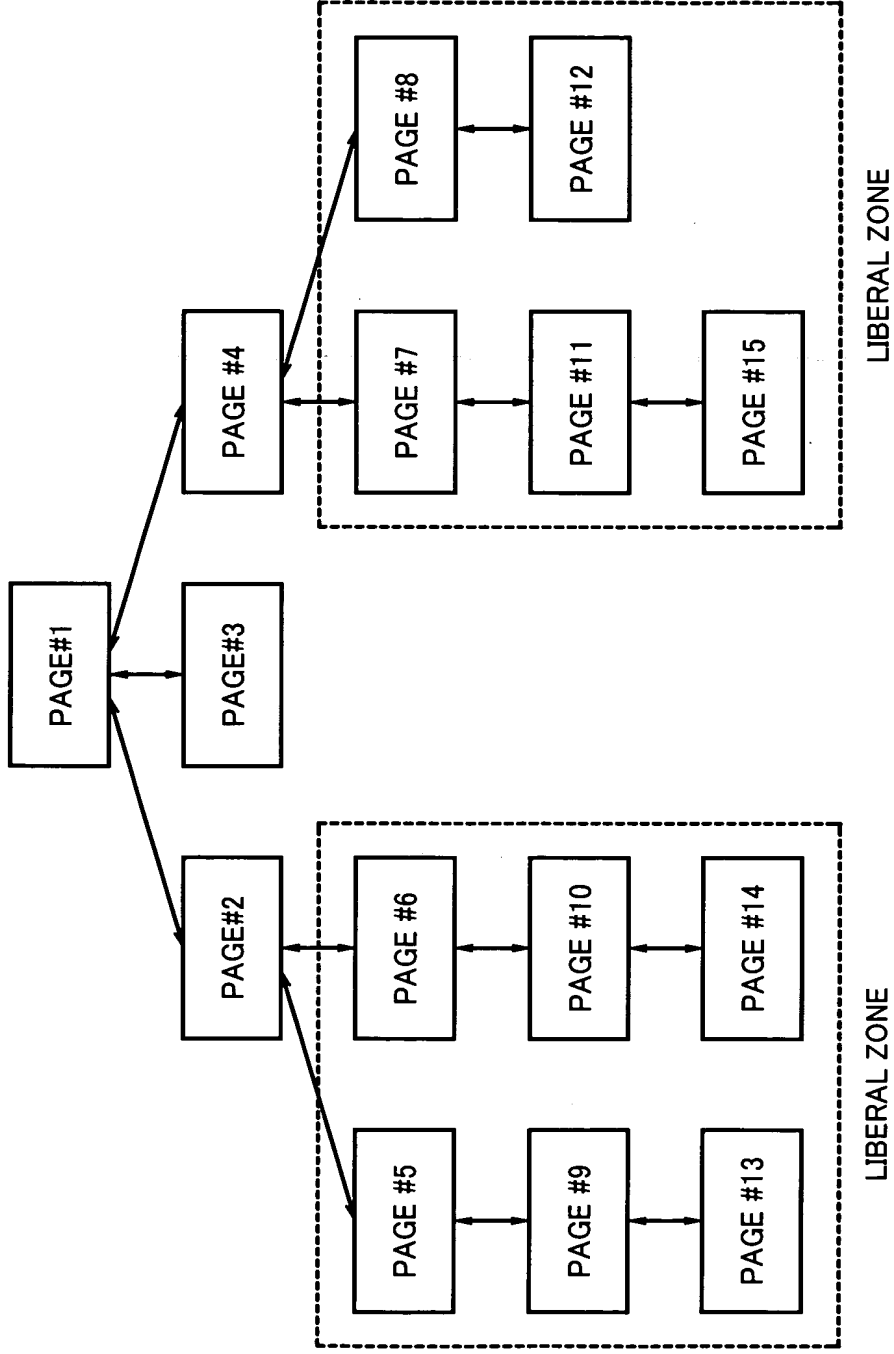 PAGE#1
PAGE#2
PAGE#3
PAGE #4
PAGE #5
PAGE #6
PAGE #7
PAGE #8
PAGE #9
PAGE #10
PAGE #11
PAGE #12
PAGE #13
PAGE #14
PAGE #15
LIBERAL ZONE
LIBERAL ZONE